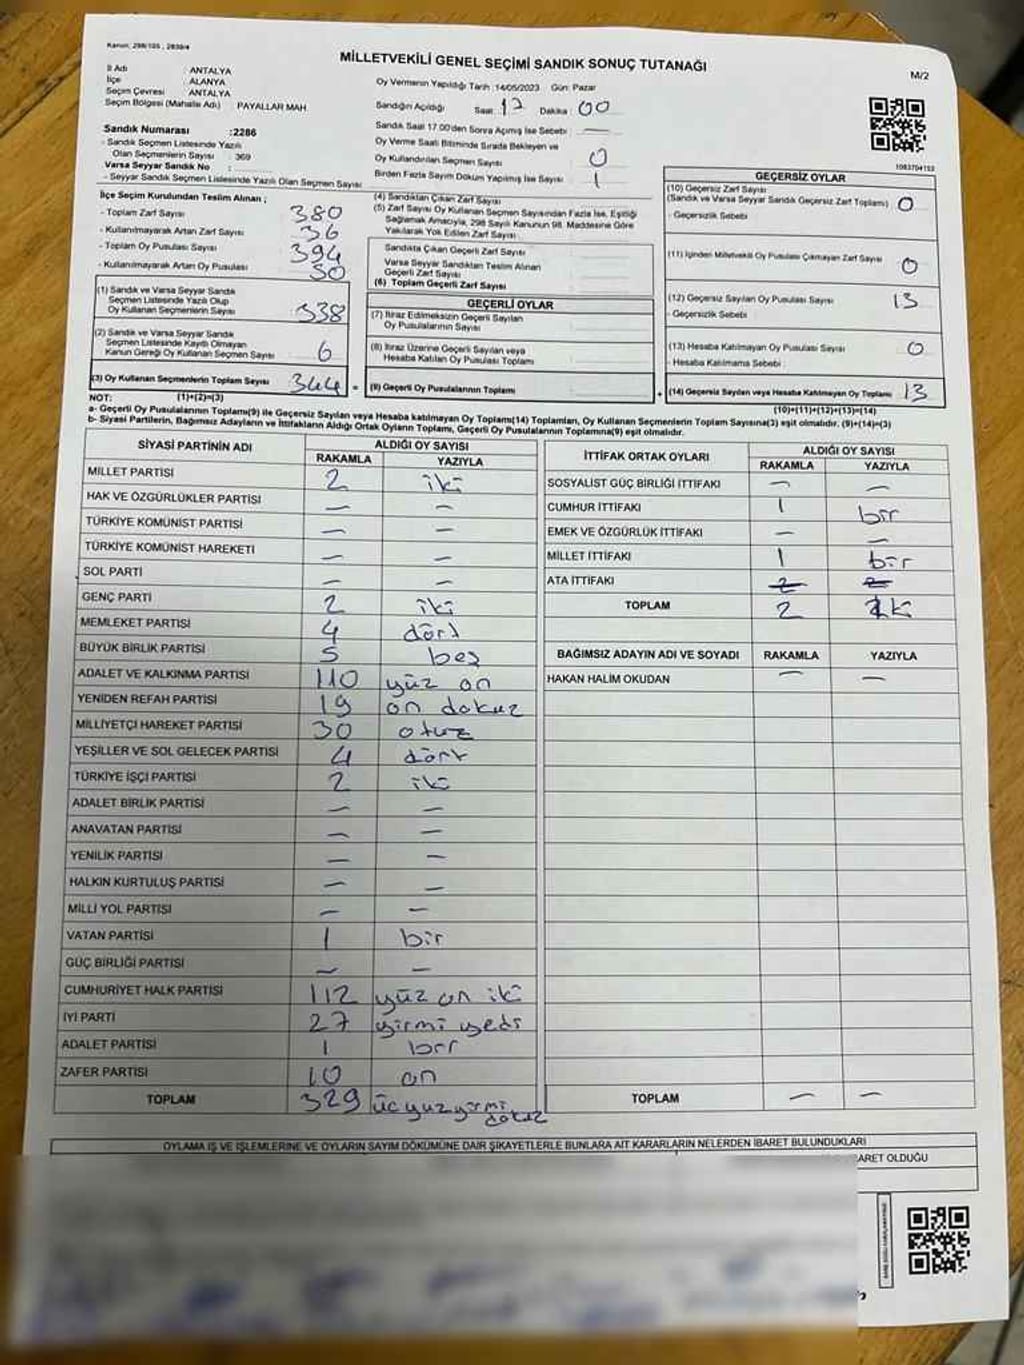 Kanun: 298/105 , 2839/4
MİLLETVEKİLİ GENEL SEÇİMİ SANDIK SONUÇ TUTANAĞI
M/2
İl Adı : ANTALYA
İlçe : ALANYA
Seçim Çevresi : ANTALYA
Seçim Bölgesi (Mahalle Adı) : PAYALLAR MAH.
Oy Vermenin Yapıldığı Tarih :14/05/2023 Gün: Pazar
Sandığın Açıldığı Saat :17 Dakika : 00
Sandık Saat 17.00'den Sonra Açımış İse Sebebi : —
Oy Verme Saati Bitiminde Sırada Bekleyen ve
Oy Kullandırılan Seçmen Sayısı 0
Birden Fazla Sayım Döküm Yapılmış İse Sayısı 1
Sandık Numarası :2286
- Sandık Seçmen Listesinde Yazılı
Olan Seçmenlerin Sayısı : 369
Varsa Seyyar Sandık No :
- Seyyar Sandık Seçmen Listesinde Yazılı Olan Seçmen Sayısı
İlçe Seçim Kurulundan Teslim Alınan ;
- Toplam Zarf Sayısı 380
- Kullanılmayarak Artan Zarf Sayısı 36
- Toplam Oy Pusulası Sayısı 394
- Kullanılmayarak Artan Oy Pusulası 50
(1) Sandık ve Varsa Seyyar Sandık
Seçmen Listesinde Yazılı Olup
Oy Kullanan Seçmenlerin Sayısı 338
(2) Sandık ve Varsa Seyyar Sandık
Seçmen Listesinde Kayıtlı Olmayan
Kanun Gereği Oy Kullanan Seçmen Sayısı 6
(3) Oy Kullanan Seçmenlerin Toplam Sayısı 344 =
(4) Sandıktan Çıkan Zarf Sayısı
(5) Zarf Sayısı Oy Kullanan Seçmen Sayısından Fazla İse, Eşitliği
Sağlamak Amacıyla, 298 Sayılı Kanunun 98. Maddesine Göre
Yakılarak Yok Edilen Zarf Sayısı
Sandıkta Çıkan Geçerli Zarf Sayısı
Varsa Seyyar Sandıktan Teslim Alınan
Geçerli Zarf Sayısı
(6) Toplam Geçerli Zarf Sayısı
GEÇERLİ OYLAR
(7) İtiraz Edilmeksizin Geçerli Sayılan
Oy Pusulalarının Sayısı
(8) İtiraz Üzerine Geçerli Sayılan veya
Hesaba Katılan Oy Pusulası Toplamı
(9) Geçerli Oy Pusulalarının Toplamı +
1063704153
GEÇERSİZ OYLAR
(10) Geçersiz Zarf Sayısı
(Sandık ve Varsa Seyyar Sandık Geçersiz Zarf Toplamı) 0
- Geçersizlik Sebebi
(11) İçinden Milletvekili Oy Pusulası Çıkmayan Zarf Sayısı 0
(12) Geçersiz Sayılan Oy Pusulası Sayısı 13
- Geçersizlik Sebebi
(13) Hesaba Katılmayan Oy Pusulası Sayısı 0
- Hesaba Katılmama Sebebi
(14) Geçersiz Sayılan veya Hesaba Katılmayan Oy Toplamı 13
NOT: (1)+(2)=(3)
(10)+(11)+(12)+(13)=(14)
a- Geçerli Oy Pusulalarının Toplamı(9) ile Geçersiz Sayılan veya Hesaba katılmayan Oy Toplamı(14) Toplamları, Oy Kullanan Seçmenlerin Toplam Sayısına(3) eşit olmalıdır. (9)+(14)=(3)
b- Siyasi Partilerin, Bağımsız Adayların ve İttifakların Aldığı Ortak Oyların Toplamı, Geçerli Oy Pusulalarının Toplamına(9) eşit olmalıdır.
SİYASİ PARTİNİN ADI ALDIĞI OY SAYISI
RAKAMLA YAZIYLA
MİLLET PARTİSİ 2 iki
HAK VE ÖZGÜRLÜKLER PARTİSİ — —
TÜRKİYE KOMÜNİST PARTİSİ — —
TÜRKİYE KOMÜNİST HAREKETİ — —
SOL PARTİ — —
GENÇ PARTİ 2 iki
MEMLEKET PARTİSİ 4 dört
BÜYÜK BİRLİK PARTİSİ 5 beş
ADALET VE KALKINMA PARTİSİ 110 yüz on
YENİDEN REFAH PARTİSİ 19 on dokuz
MİLLİYETÇİ HAREKET PARTİSİ 30 otuz
YEŞİLLER VE SOL GELECEK PARTİSİ 4 dört
TÜRKİYE İŞÇİ PARTİSİ 2 iki
ADALET BİRLİK PARTİSİ — —
ANAVATAN PARTİSİ — —
YENİLİK PARTİSİ — —
HALKIN KURTULUŞ PARTİSİ — —
MİLLİ YOL PARTİSİ — —
VATAN PARTİSİ 1 bir
GÜÇ BİRLİĞİ PARTİSİ — —
CUMHURİYET HALK PARTİSİ 112 yüz on iki
İYİ PARTİ 27 yirmi yedi
ADALET PARTİSİ 1 bir
ZAFER PARTİSİ 10 on
TOPLAM 329 üçyüzyirmi dokuz
İTTİFAK ORTAK OYLARI ALDIĞI OY SAYISI
RAKAMLA YAZIYLA
SOSYALİST GÜÇ BİRLİĞİ İTTİFAKI — —
CUMHUR İTTİFAKI 1 bir
EMEK VE ÖZGÜRLÜK İTTİFAKI — —
MİLLET İTTİFAKI 1 bir
ATA İTTİFAKI
TOPLAM 2
BAĞIMSIZ ADAYIN ADI VE SOYADI RAKAMLA YAZIYLA
HAKAN HALİM OKUDAN — —
TOPLAM — —
OYLAMA İŞ VE İŞLEMLERİNE VE OYLARIN SAYIM DÖKÜMÜNE DAİR ŞİKAYETLERLE BUNLARA AİT KARARLARIN NELERDEN İBARET BULUNDUKLARI
ARET OLDUĞU